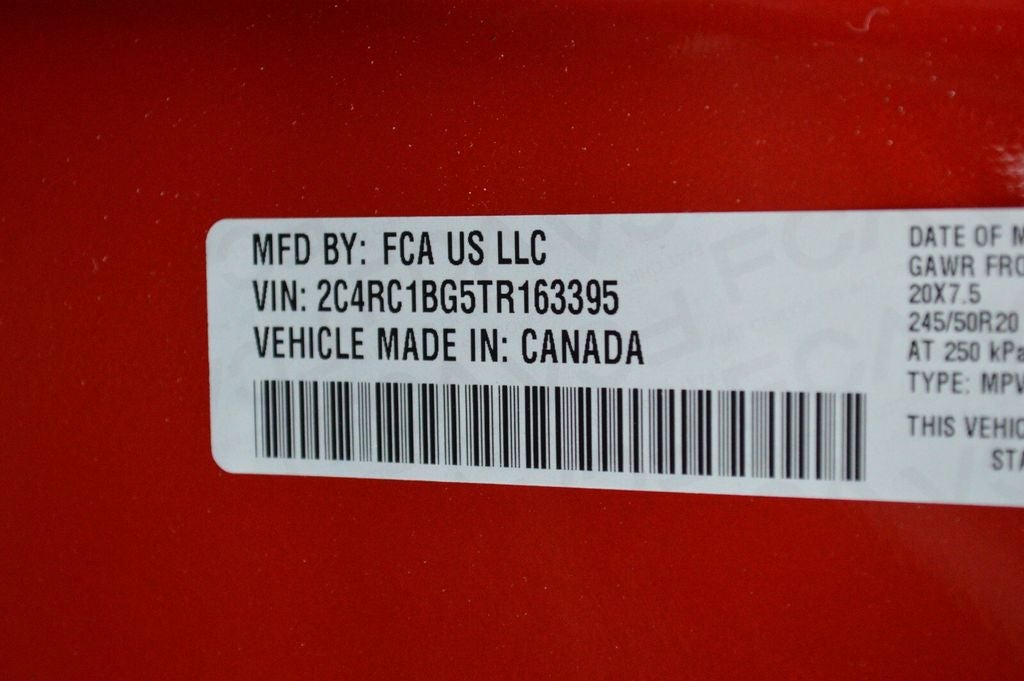 MFD BY: FCA US LLC
VIN: 2C4RC1BG5TR163395
VEHICLE MADE IN: CANADA
DATE OF M
GAWR FRO
20X7.5
245/50R20
AT 250 kPa
TYPE: MPV
THIS VEHIC
STA